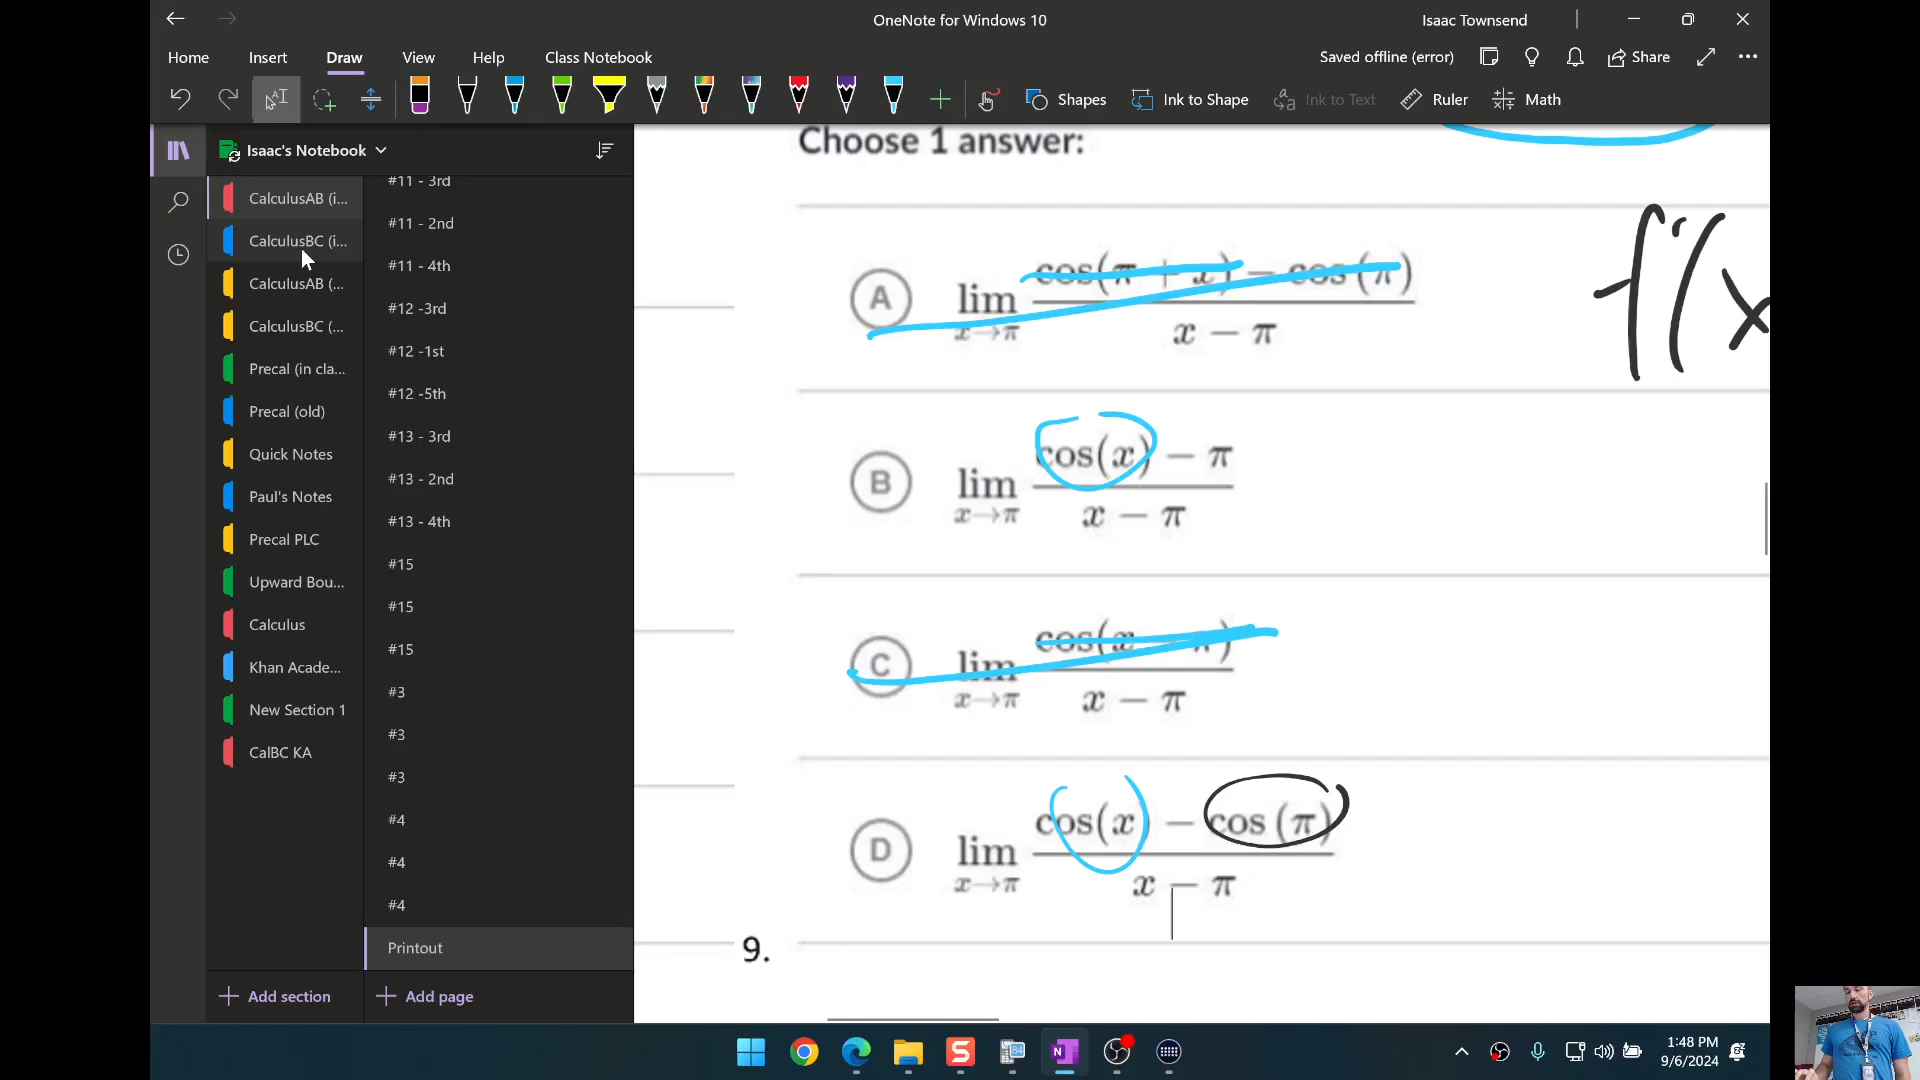 OneNote for Windows 10
Isaac Townsend
Home Insert Draw View Help Class Notebook
Saved offline (error)
Share
Shapes
Ink to Shape
Ink to Text
Ruler
Math
Isaac's Notebook
CalculusAB (i...
CalculusBC (i...
CalculusAB (...
CalculusBC (...
Precal (in cla...
Precal (old)
Quick Notes
Paul's Notes
Precal PLC
Upward Bou...
Calculus
Khan Acade...
New Section 1
CalBC KA
Add section
#11 - 3rd
#11 - 2nd
#11 - 4th
#12 -3rd
#12 -1st
#12 -5th
#13 - 3rd
#13 - 2nd
#13 - 4th
#15
#15
#15
#3
#3
#3
#4
#4
#4
Printout
Add page
Choose 1 answer:
A lim x→π cos(π + x) − cos(π) / x − π
f'(x
B lim x→π cos(x) − π / x − π
C lim x→π cos(x − π) / x − π
D lim x→π cos(x) − cos(π) / x − π
9.
1:48 PM
9/6/2024